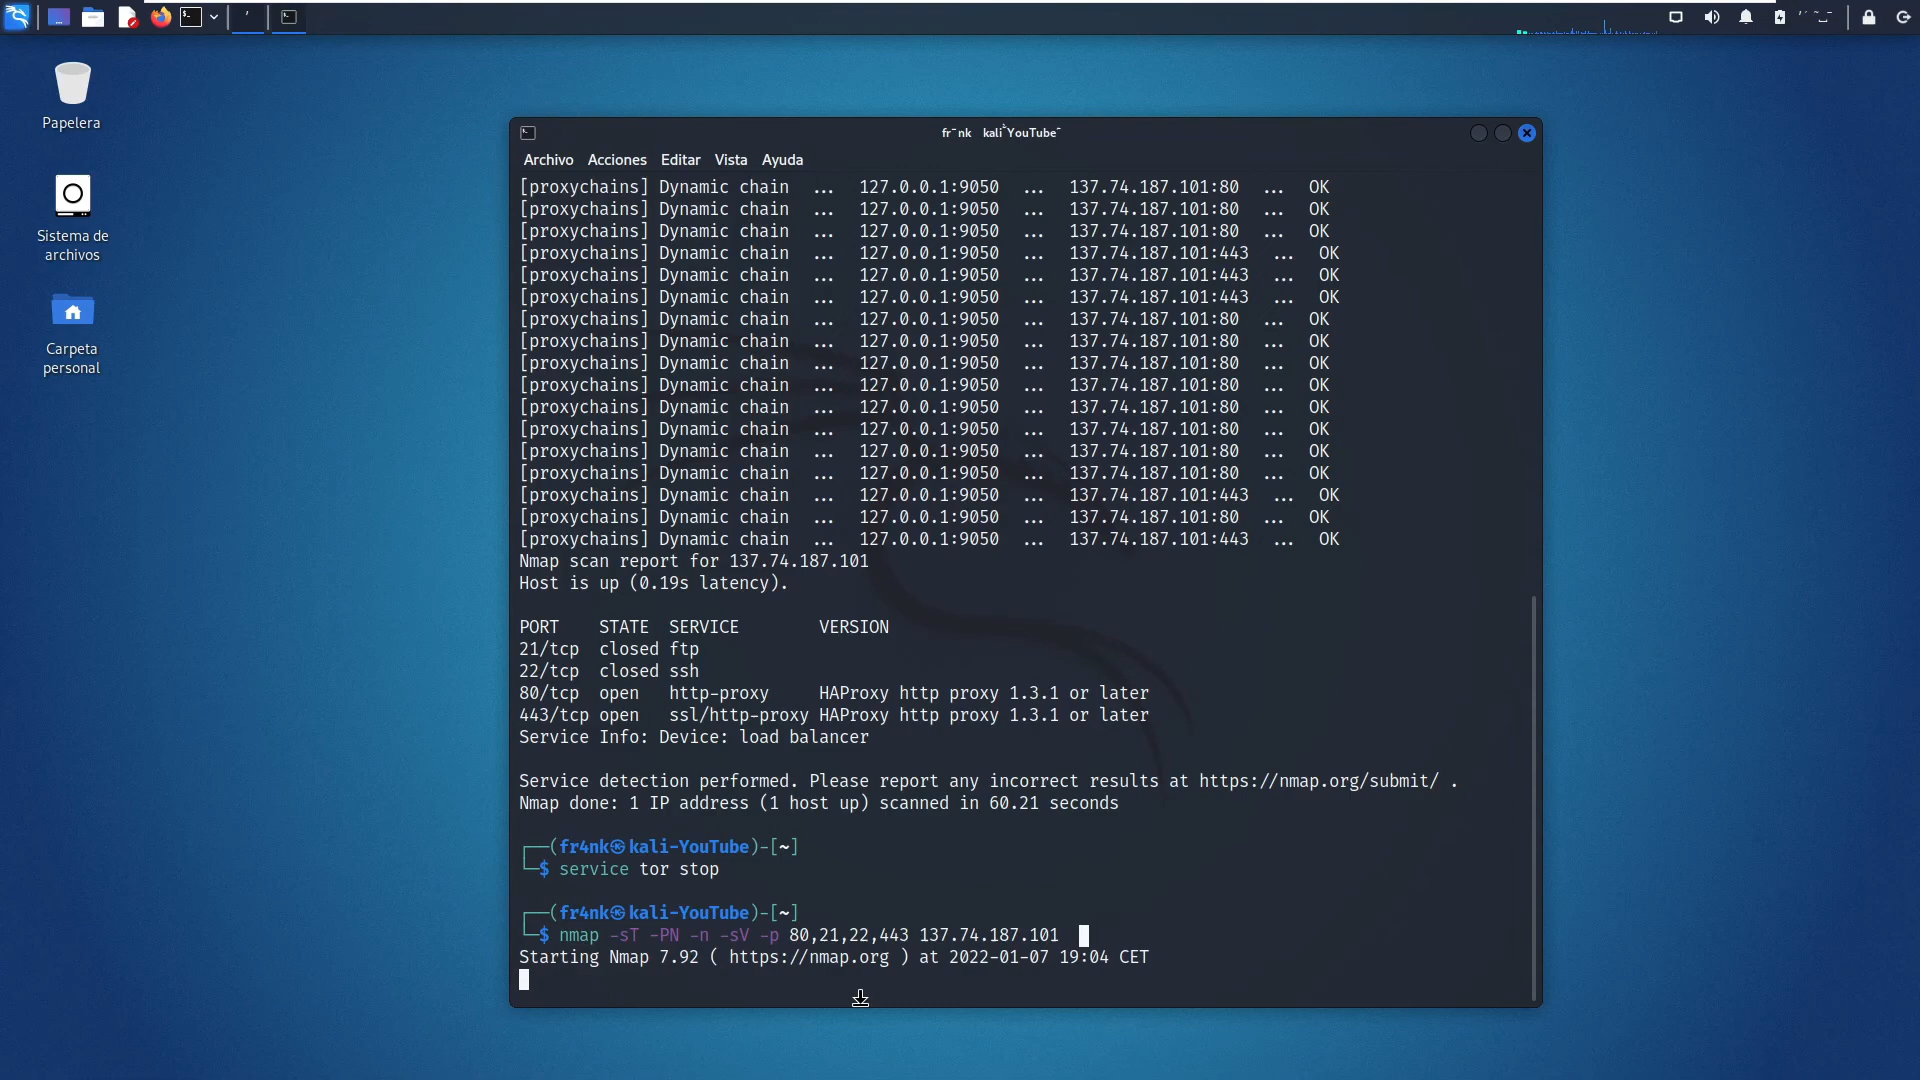 Papelera
Sistema de
archivos
Carpeta
personal
Archivo Acciones Editar Vista Ayuda
[proxychains] Dynamic chain ... 127.0.0.1:9050 ... 137.74.187.101:80 ... OK
[proxychains] Dynamic chain ... 127.0.0.1:9050 ... 137.74.187.101:80 ... OK
[proxychains] Dynamic chain ... 127.0.0.1:9050 ... 137.74.187.101:80 ... OK
[proxychains] Dynamic chain ... 127.0.0.1:9050 ... 137.74.187.101:443 ... OK
[proxychains] Dynamic chain ... 127.0.0.1:9050 ... 137.74.187.101:443 ... OK
[proxychains] Dynamic chain ... 127.0.0.1:9050 ... 137.74.187.101:443 ... OK
[proxychains] Dynamic chain ... 127.0.0.1:9050 ... 137.74.187.101:80 ... OK
[proxychains] Dynamic chain ... 127.0.0.1:9050 ... 137.74.187.101:80 ... OK
[proxychains] Dynamic chain ... 127.0.0.1:9050 ... 137.74.187.101:80 ... OK
[proxychains] Dynamic chain ... 127.0.0.1:9050 ... 137.74.187.101:80 ... OK
[proxychains] Dynamic chain ... 127.0.0.1:9050 ... 137.74.187.101:80 ... OK
[proxychains] Dynamic chain ... 127.0.0.1:9050 ... 137.74.187.101:80 ... OK
[proxychains] Dynamic chain ... 127.0.0.1:9050 ... 137.74.187.101:80 ... OK
[proxychains] Dynamic chain ... 127.0.0.1:9050 ... 137.74.187.101:80 ... OK
[proxychains] Dynamic chain ... 127.0.0.1:9050 ... 137.74.187.101:443 ... OK
[proxychains] Dynamic chain ... 127.0.0.1:9050 ... 137.74.187.101:80 ... OK
[proxychains] Dynamic chain ... 127.0.0.1:9050 ... 137.74.187.101:443 ... OK
Nmap scan report for 137.74.187.101
Host is up (0.19s latency).
PORT STATE SERVICE VERSION
21/tcp closed ftp
22/tcp closed ssh
80/tcp open http-proxy HAProxy http proxy 1.3.1 or later
443/tcp open ssl/http-proxy HAProxy http proxy 1.3.1 or later
Service Info: Device: load balancer
Service detection performed. Please report any incorrect results at https://nmap.org/submit/ .
Nmap done: 1 IP address (1 host up) scanned in 60.21 seconds
┌──(fr4nk㉿kali-YouTube)-[~]
└─$ service tor stop
┌──(fr4nk㉿kali-YouTube)-[~]
└─$ nmap -sT -PN -n -sV -p 80,21,22,443 137.74.187.101
Starting Nmap 7.92 ( https://nmap.org ) at 2022-01-07 19:04 CET